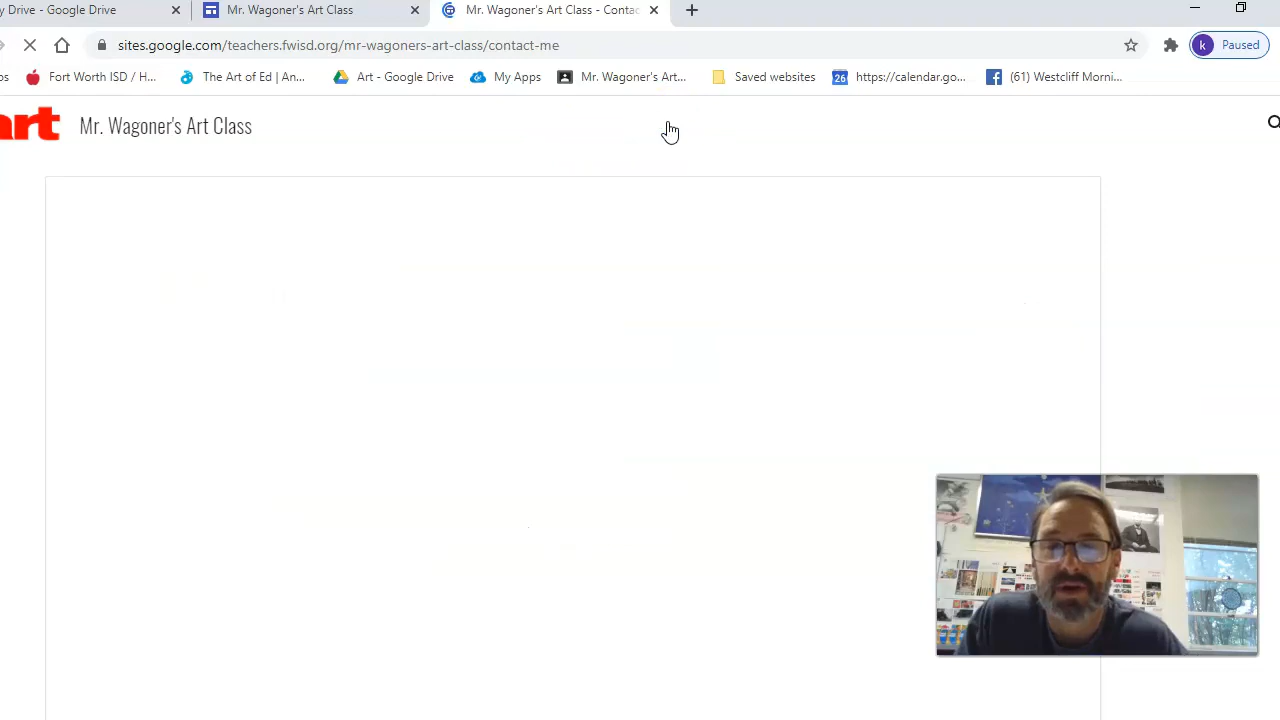 y Drive - Google Drive
Mr. Wagoner's Art Class
Mr. Wagoner's Art Class - Contac
sites.google.com/teachers.fwisd.org/mr-wagoners-art-class/contact-me
k Paused
ps
Fort Worth ISD / H...
The Art of Ed | An...
Art - Google Drive
My Apps
Mr. Wagoner's Art...
Saved websites
26 https://calendar.go...
(61) Westcliff Morni...
art
Mr. Wagoner's Art Class